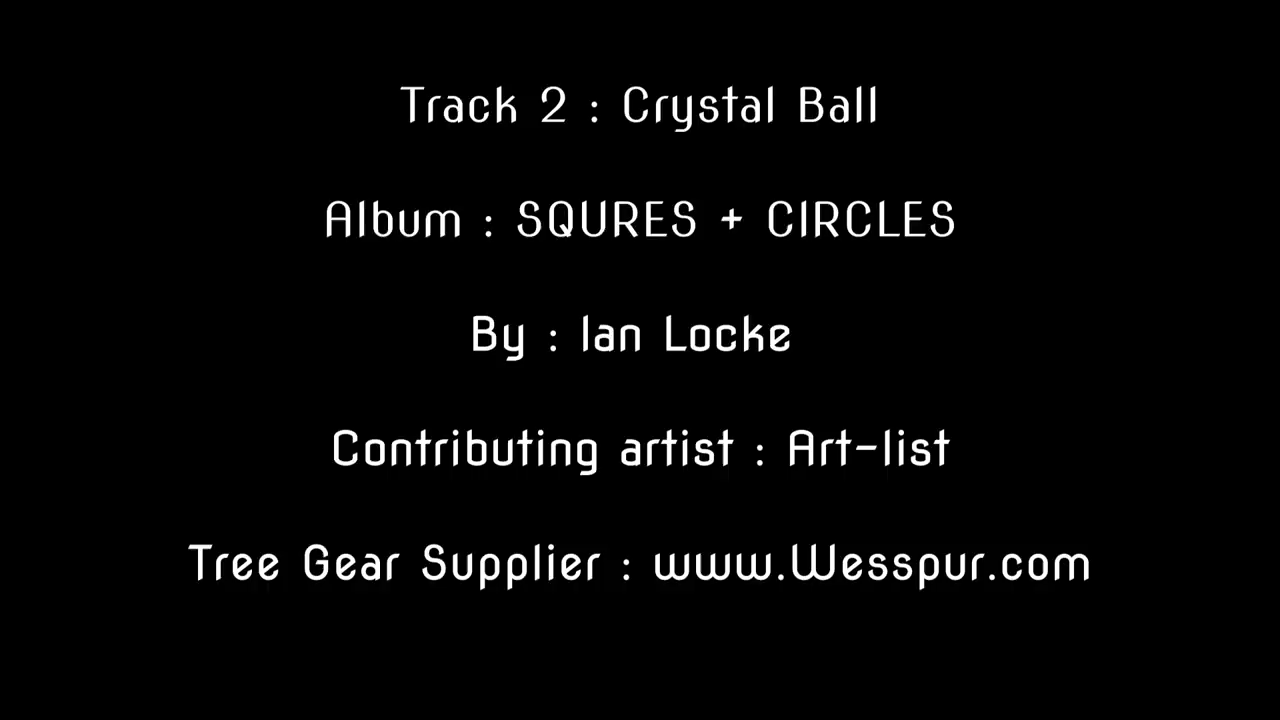 Track 2 : Crystal Ball
Album : SQURES + CIRCLES
By : Ian Locke
Contributing artist : Art-list
Tree Gear Supplier : www.Wesspur.com